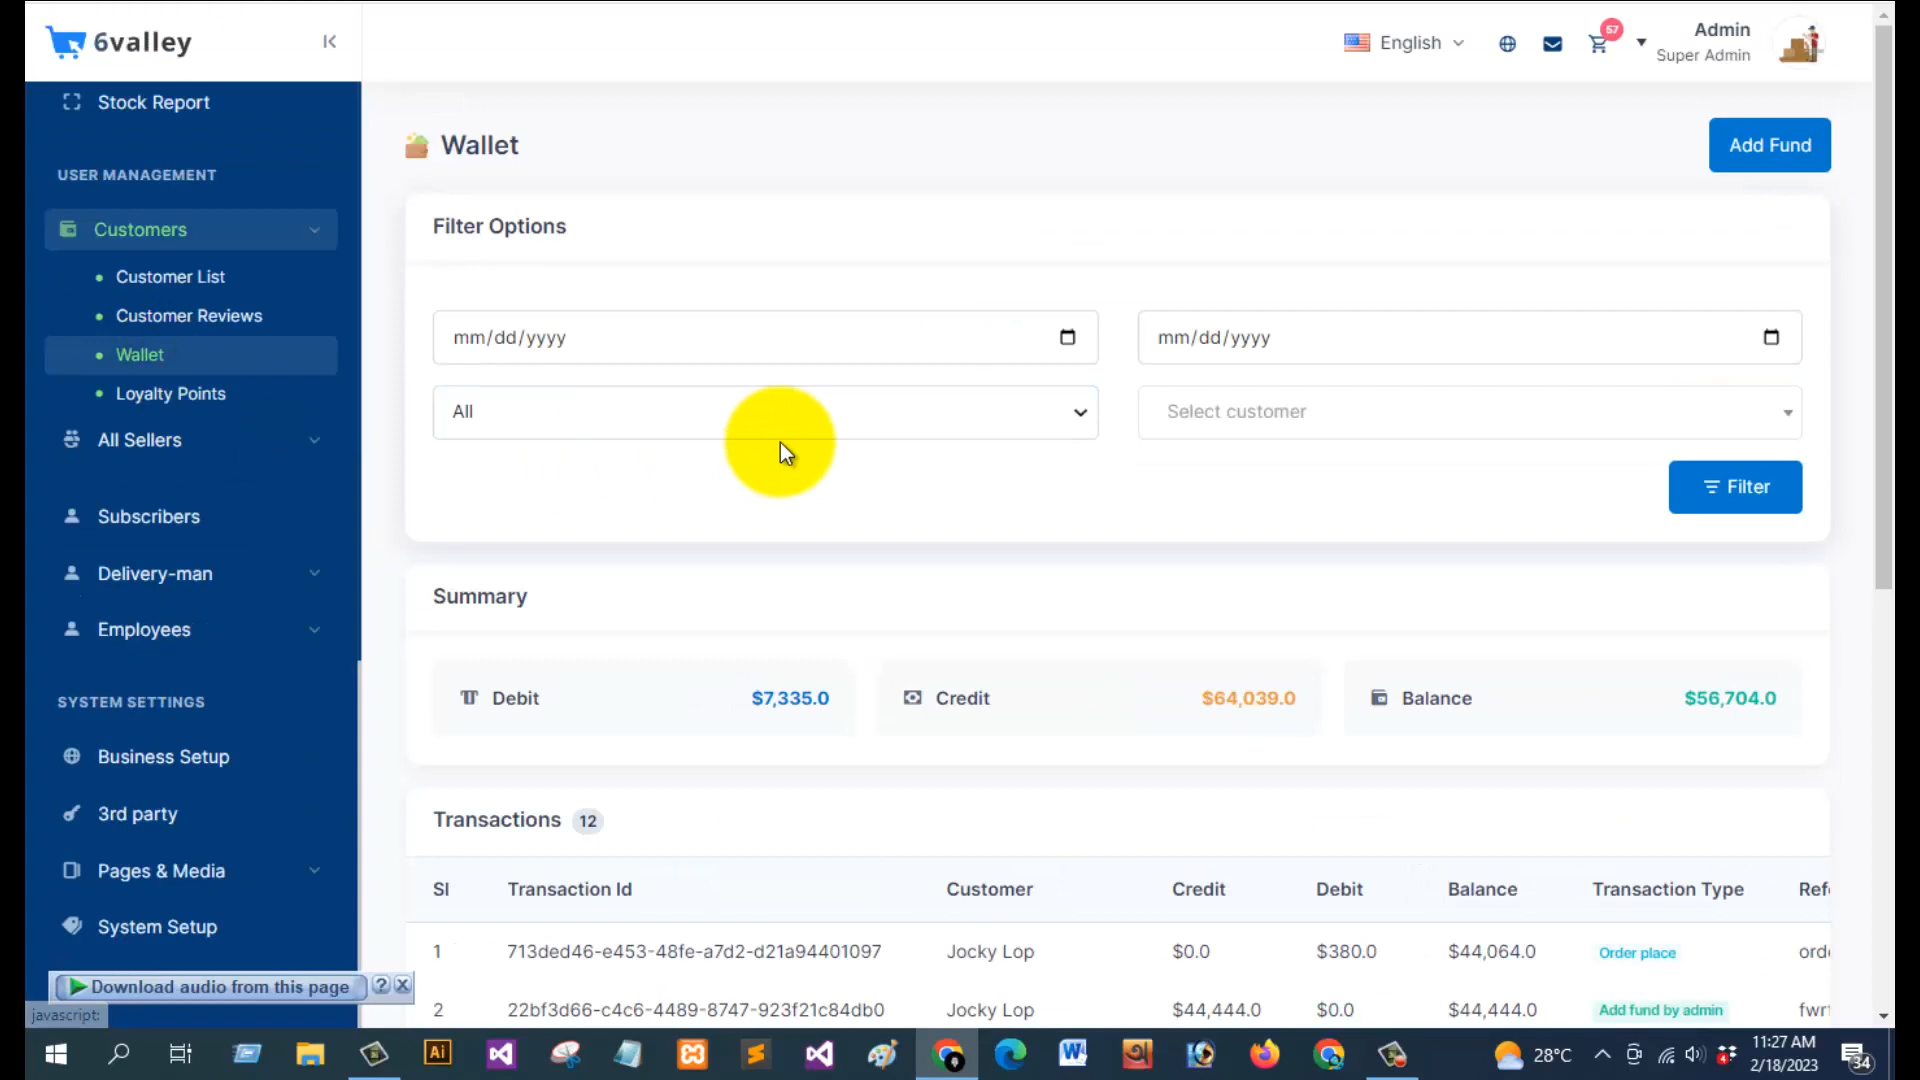 6valley
English
57
Admin
Super Admin
Stock Report
USER MANAGEMENT
Customers
Customer List
Customer Reviews
Wallet
Loyalty Points
All Sellers
Subscribers
Delivery-man
Employees
SYSTEM SETTINGS
Business Setup
3rd party
Pages & Media
System Setup
Download audio from this page
?
javascript:
Wallet
Add Fund
Filter Options
mm/dd/yyyy
mm/dd/yyyy
All
Select customer
Filter
Summary
Debit $7,335.0
Credit $64,039.0
Balance $56,704.0
Transactions 12
Sl Transaction Id Customer Credit Debit Balance Transaction Type Refe
1 713ded46-e453-48fe-a7d2-d21a94401097 Jocky Lop $0.0 $380.0 $44,064.0 Order place orde
2 22bf3d66-c4c6-4489-8747-923f21c84db0 Jocky Lop $44,444.0 $0.0 $44,444.0 Add fund by admin fwrf
Ai
28°C
11:27 AM
2/18/2023
34